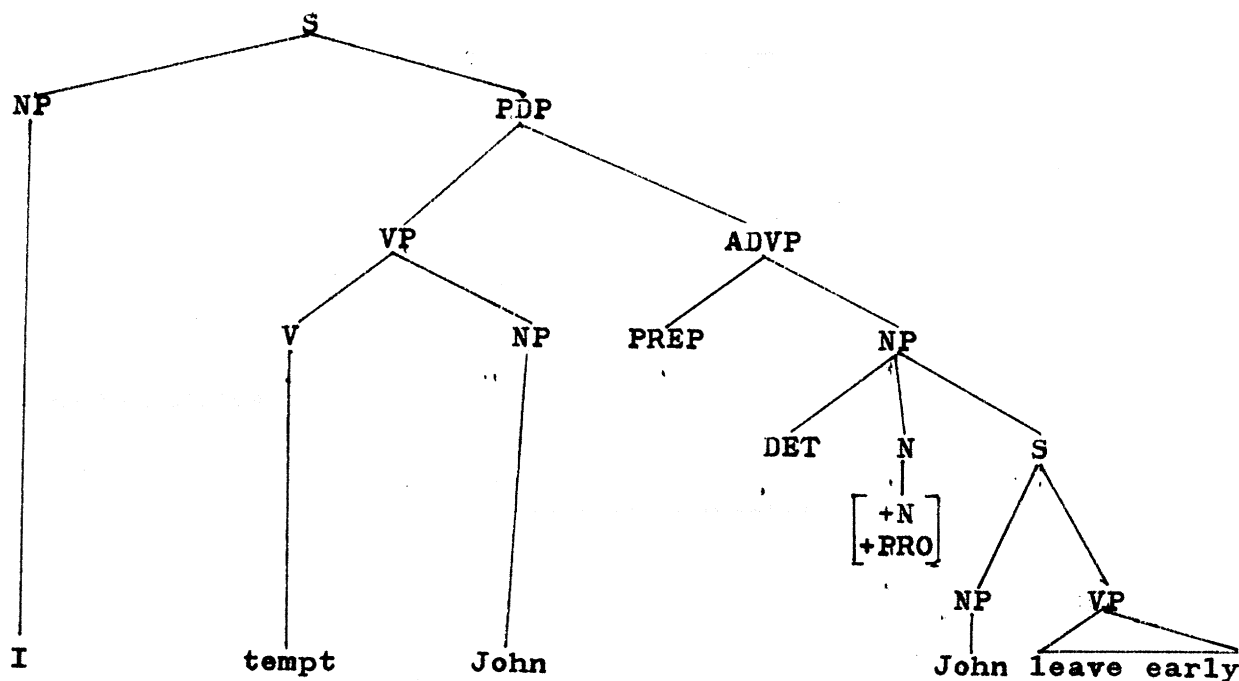 S
NP PDP
VP ADVP
V NP PREP NP
DET N S
+N
+PRO
NP VP
I tempt John John leave early